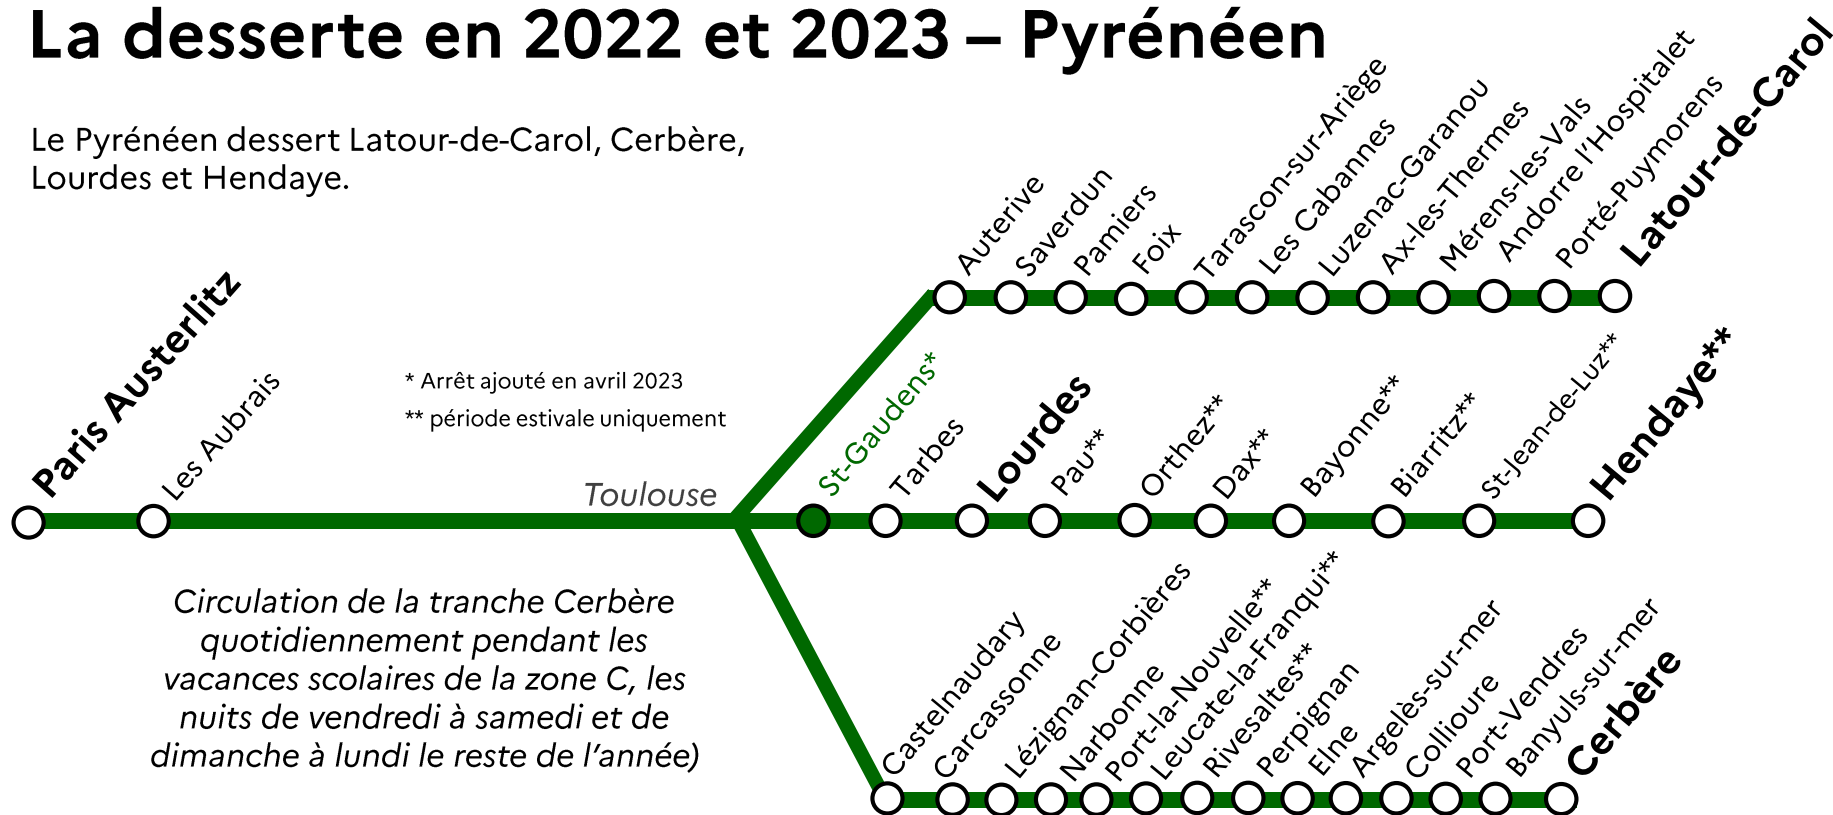 La desserte en 2022 et 2023 – Pyrénéen
Le Pyrénéen dessert Latour-de-Carol, Cerbère,
Lourdes et Hendaye.
Auterive
Saverdun
Pamiers
Foix
Tarascon-sur-Ariège
Les Cabannes
Luzenac-Garanou
Ax-les-Thermes
Mérens-les-Vals
Andorre l’Hospitalet
Porté-Puymorens
Latour-de-Carol
Paris Austerlitz
Les Aubrais
* Arrêt ajouté en avril 2023
** période estivale uniquement
Toulouse
St-Gaudens*
Tarbes
Lourdes
Pau**
Orthez**
Dax**
Bayonne**
Biarritz**
St-Jean-de-Luz**
Hendaye**
Circulation de la tranche Cerbère
quotidiennement pendant les
vacances scolaires de la zone C, les
nuits de vendredi à samedi et de
dimanche à lundi le reste de l’année)
Castelnaudary
Carcassonne
Lézignan-Corbières
Narbonne
Port-la-Nouvelle**
Leucate-la-Franqui**
Rivesaltes**
Perpignan
Elne
Argelès-sur-mer
Collioure
Port-Vendres
Banyuls-sur-mer
Cerbère